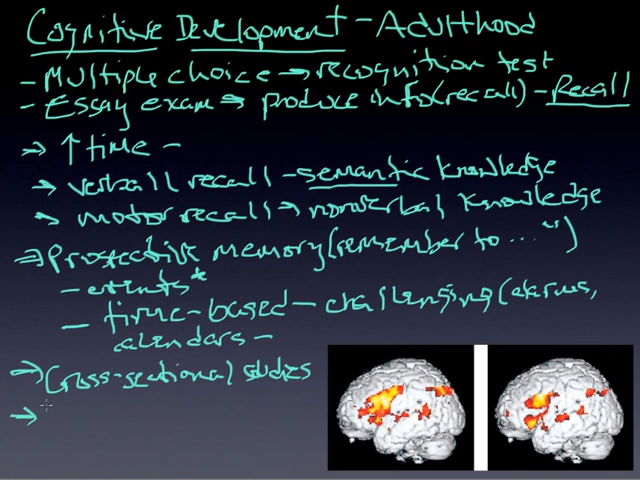 Cognitive Development - Adulthood
- Multiple choice → recognition test
- Essay exam → produce info (recall) - Recall
→ ↑ time -
→ verball recall - semantic knowledge
→ motor recall → nonverbal knowledge
⇒ Prospective memory (remember to ... ")
- events*
- time-based - challenging (alarms,
calendars -
→ Cross-sectional studies
→